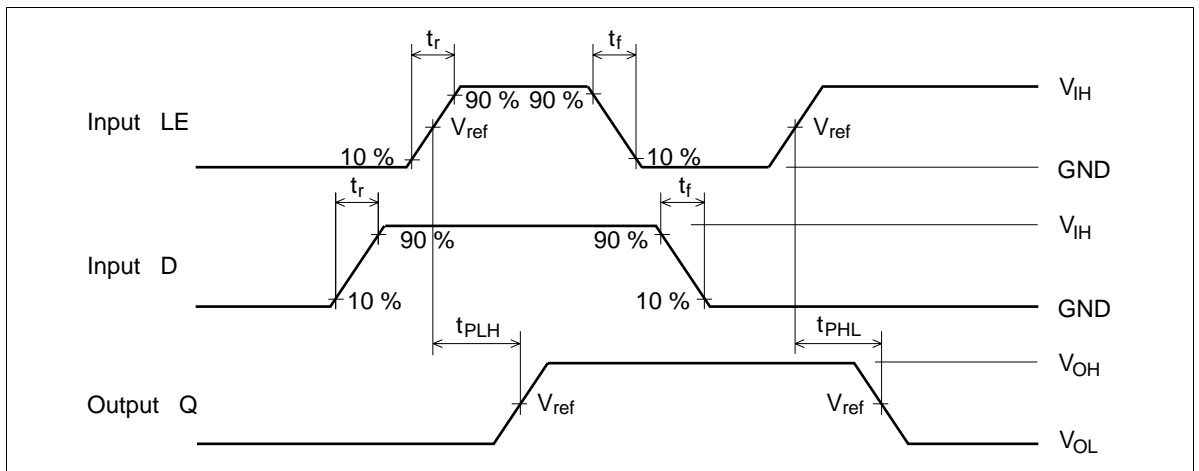 tr
tf
90 %
90 %
VIH
Input LE
Vref
Vref
10 %
10 %
GND
tr
tf
VIH
90 %
90 %
Input D
10 %
10 %
GND
tPLH
tPHL
VOH
Output Q
Vref
Vref
VOL